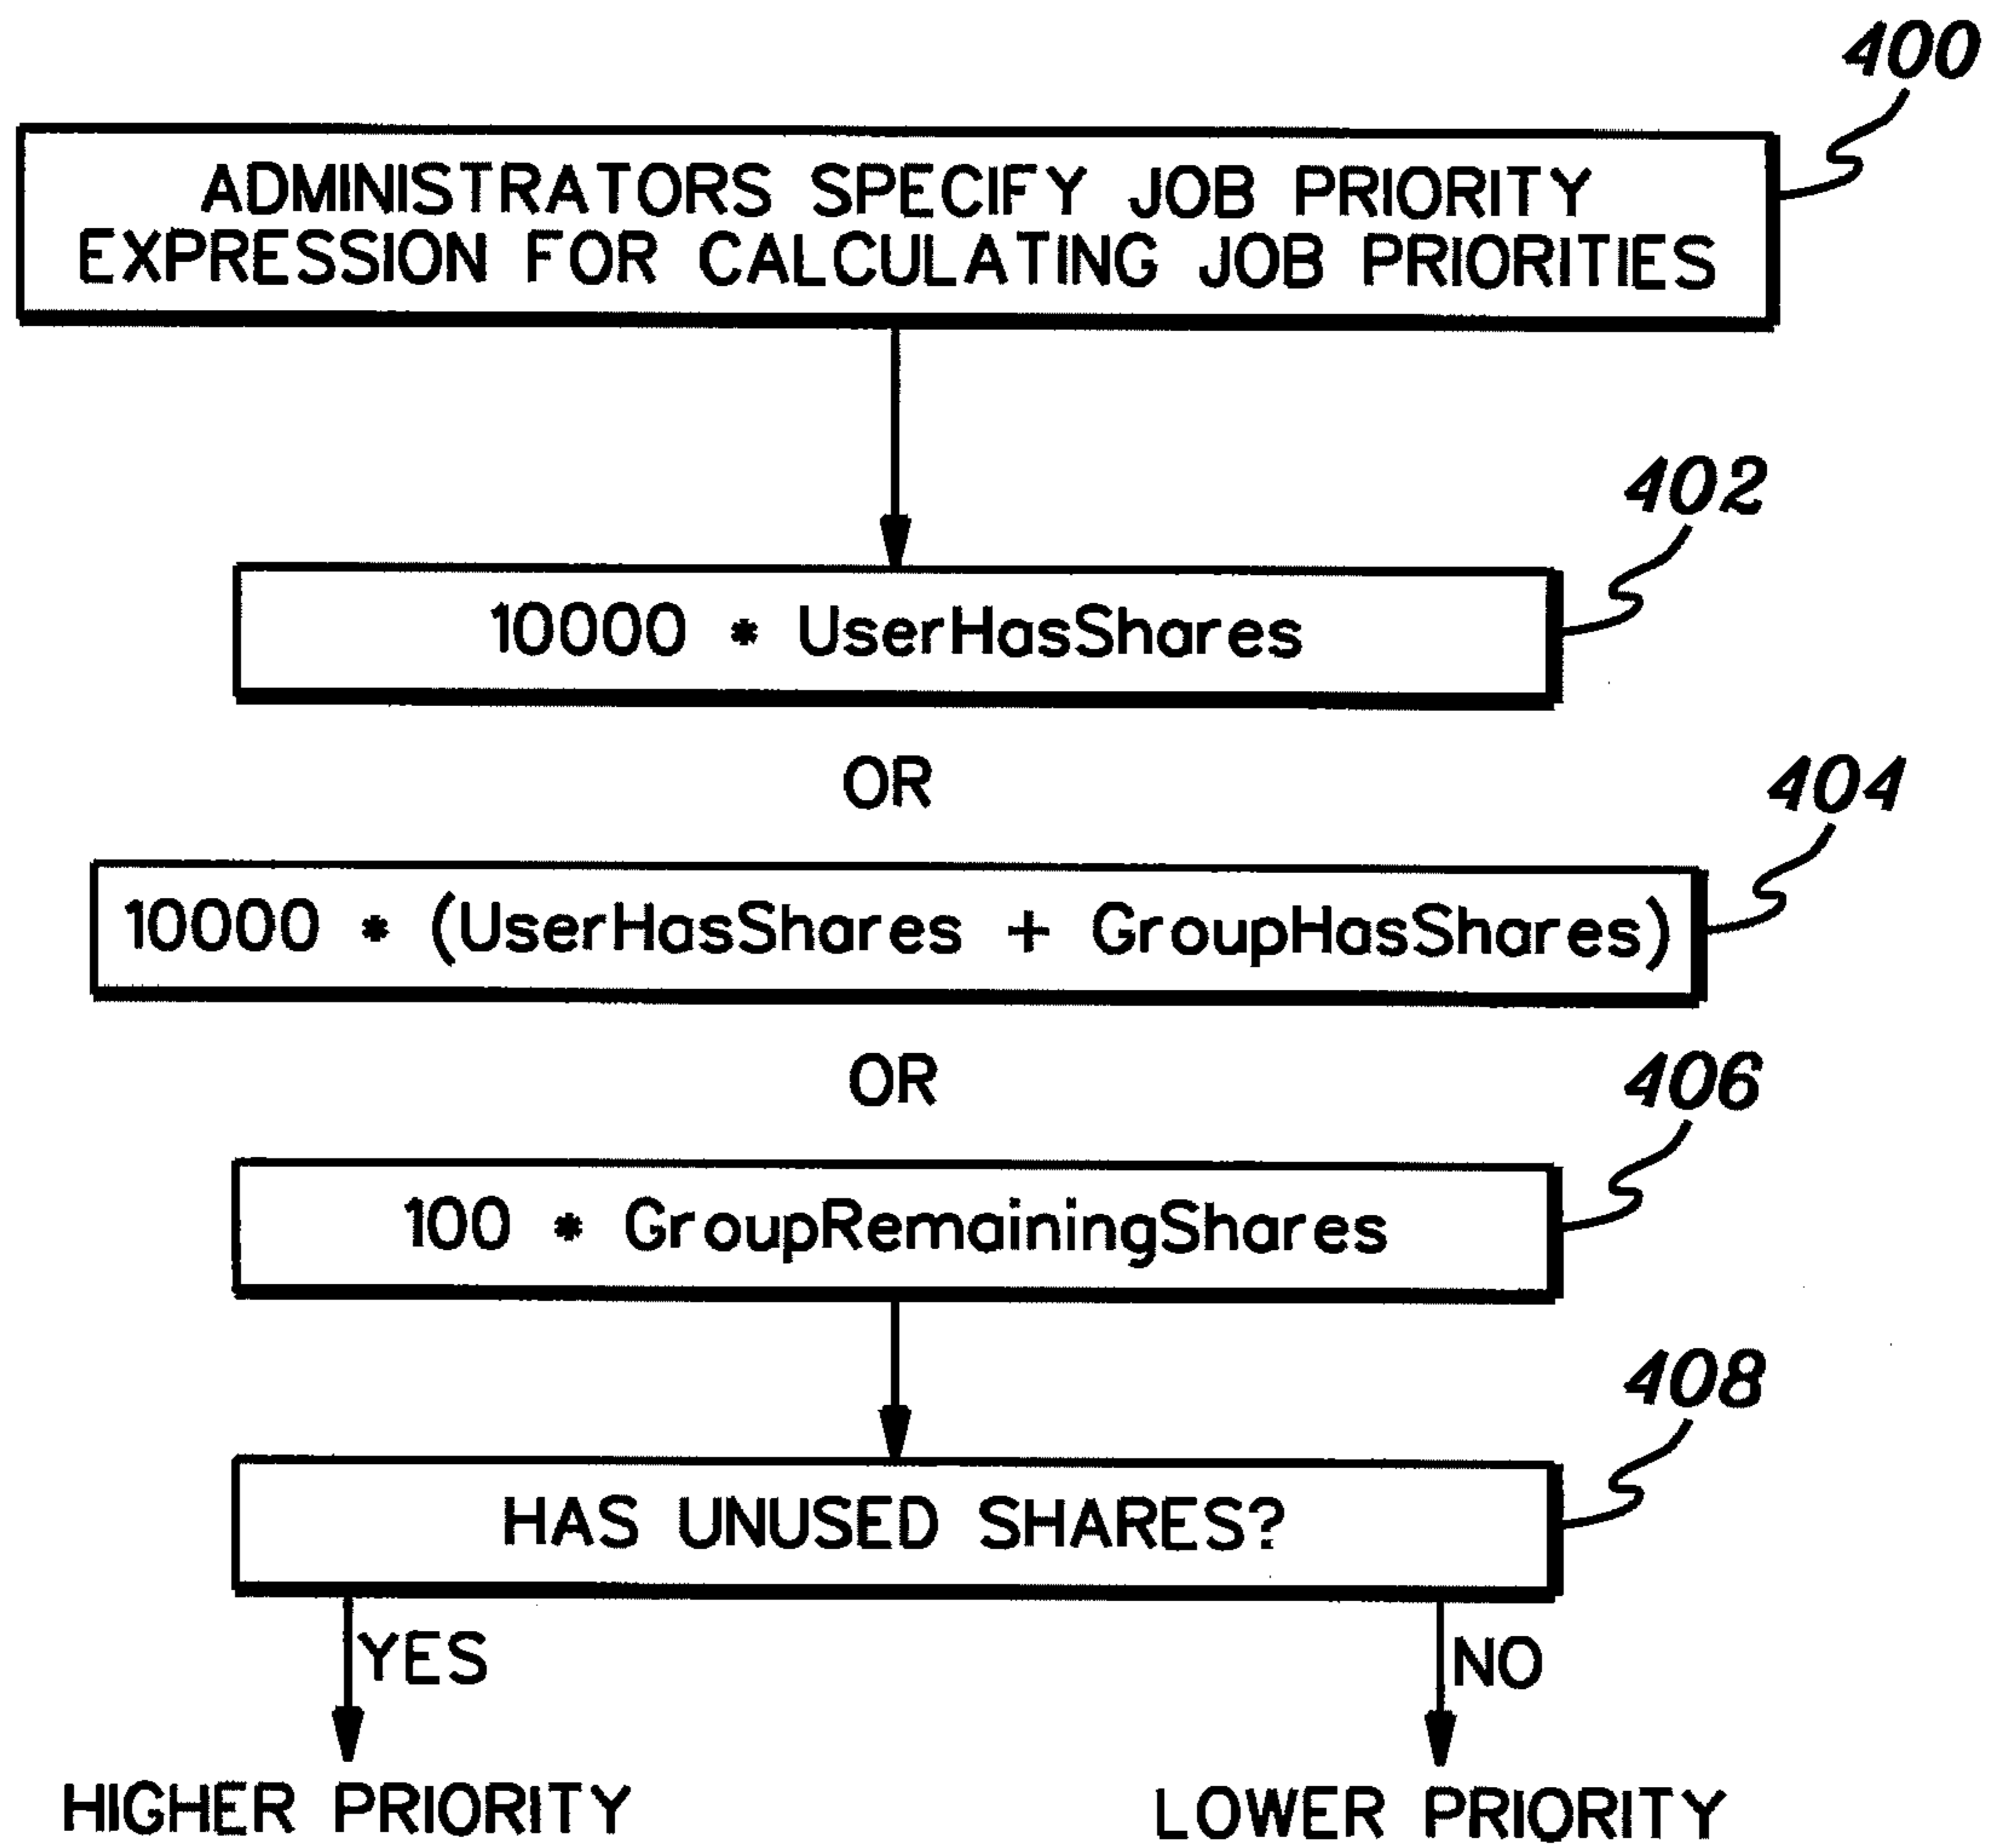 400
ADMINISTRATORS SPECIFY JOB PRIORITY
EXPRESSION FOR CALCULATING JOB PRIORITIES
402
10000 * UserHasShares
OR
404
10000 * (UserHasShares + GroupHasShares)
OR
406
100 * GroupRemainingShares
408
HAS UNUSED SHARES?
YES
NO
HIGHER PRIORITY
LOWER PRIORITY